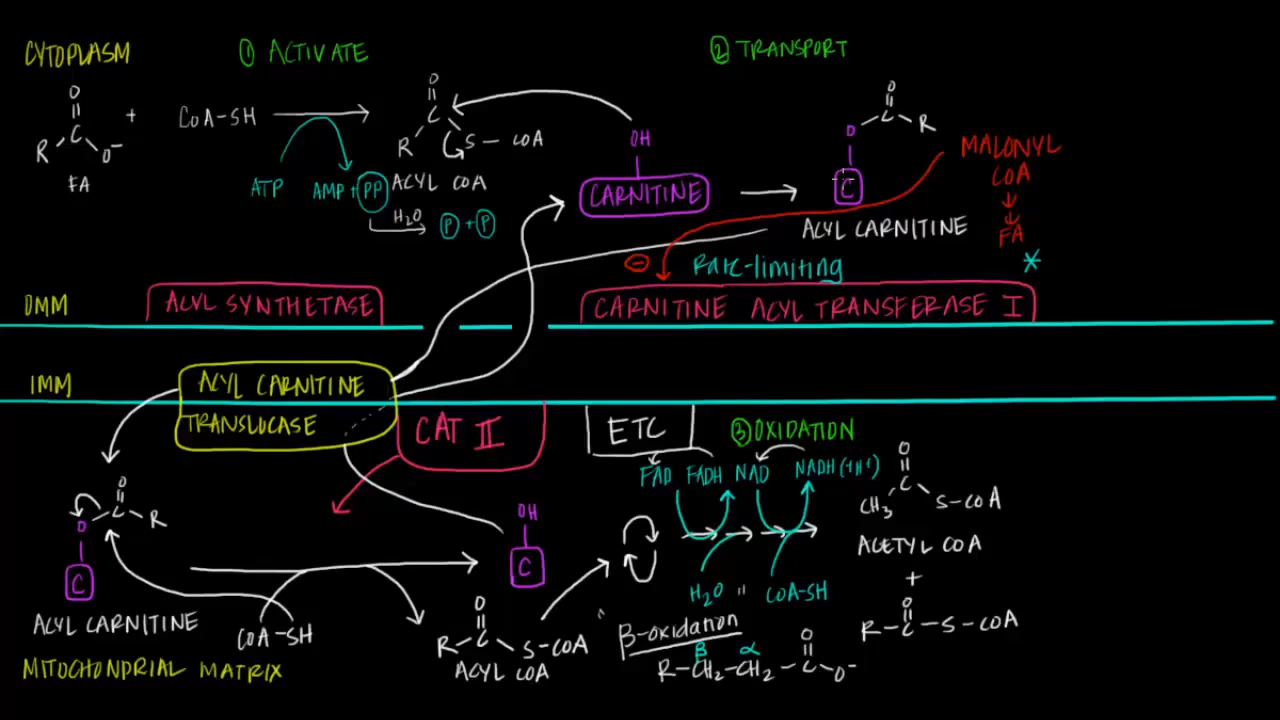 CYTOPLASM
① ACTIVATE
② TRANSPORT
O
R C O⁻
FA
+
CoA-SH
ATP
AMP + PP
H2O
P + P
O
C
R S — COA
ACYL COA
OH
CARNITINE
O
O C R
C
ACYL CARNITINE
MALONYL
COA
FA
*
⊖
Rate-limiting
OMM
ACYL SYNTHETASE
CARNITINE ACYL TRANSFERASE I
IMM
ACYL CARNITINE
TRANSLUCASE
CAT II
ETC
③ OXIDATION
FAD FADH NAD NADH (+H⁺)
H2O
COA-SH
O
CH3 C S-COA
ACETYL COA
+
O
R-C-S-COA
O
O C R
C
ACYL CARNITINE
COA-SH
OH
C
O
R C S-COA
ACYL COA
β-oxidation
β α O
R-CH2-CH2-C O⁻
MITOCHONDRIAL MATRIX